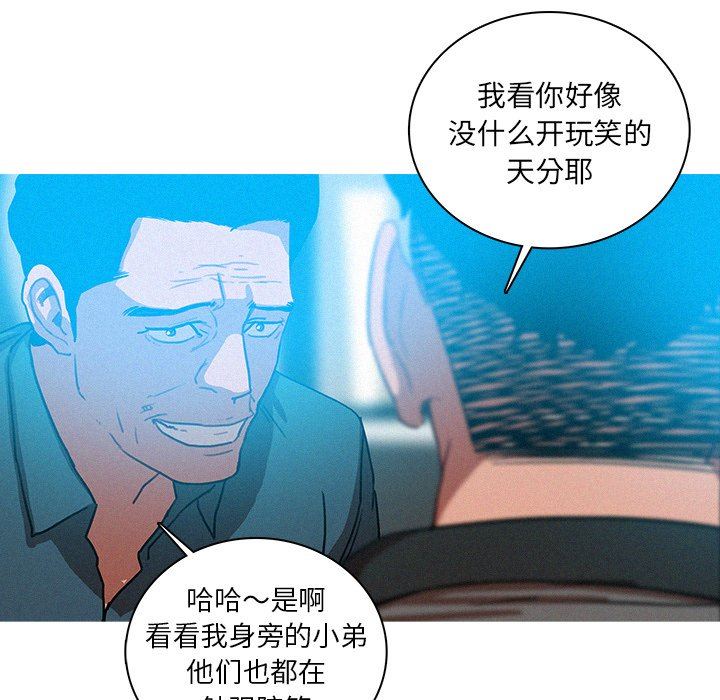 我看你好像
没什么开玩笑的
天分耶
哈哈～是啊
看看我身旁的小弟
他们也都在